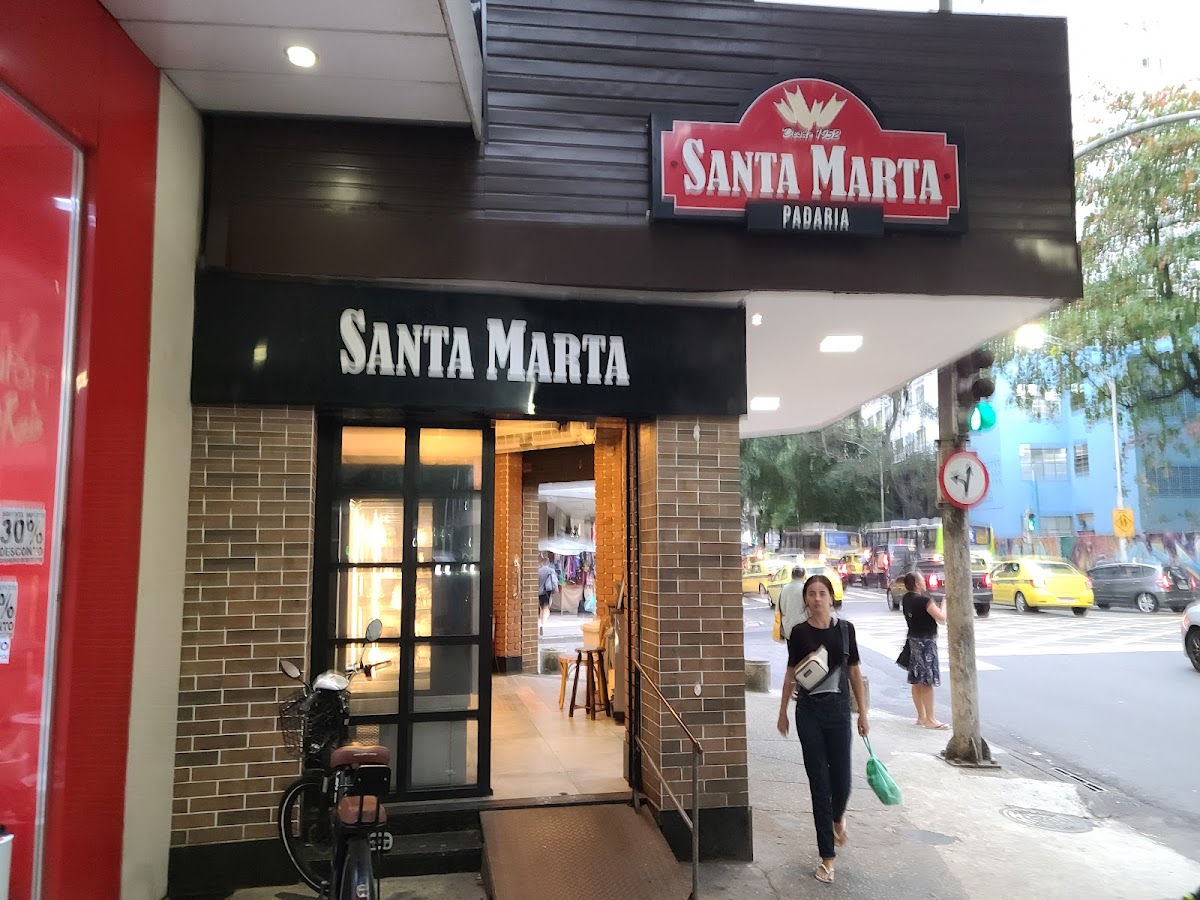 Desde 1952
SANTA MARTA
PADARIA
SANTA MARTA
30%
DESCONTO
%